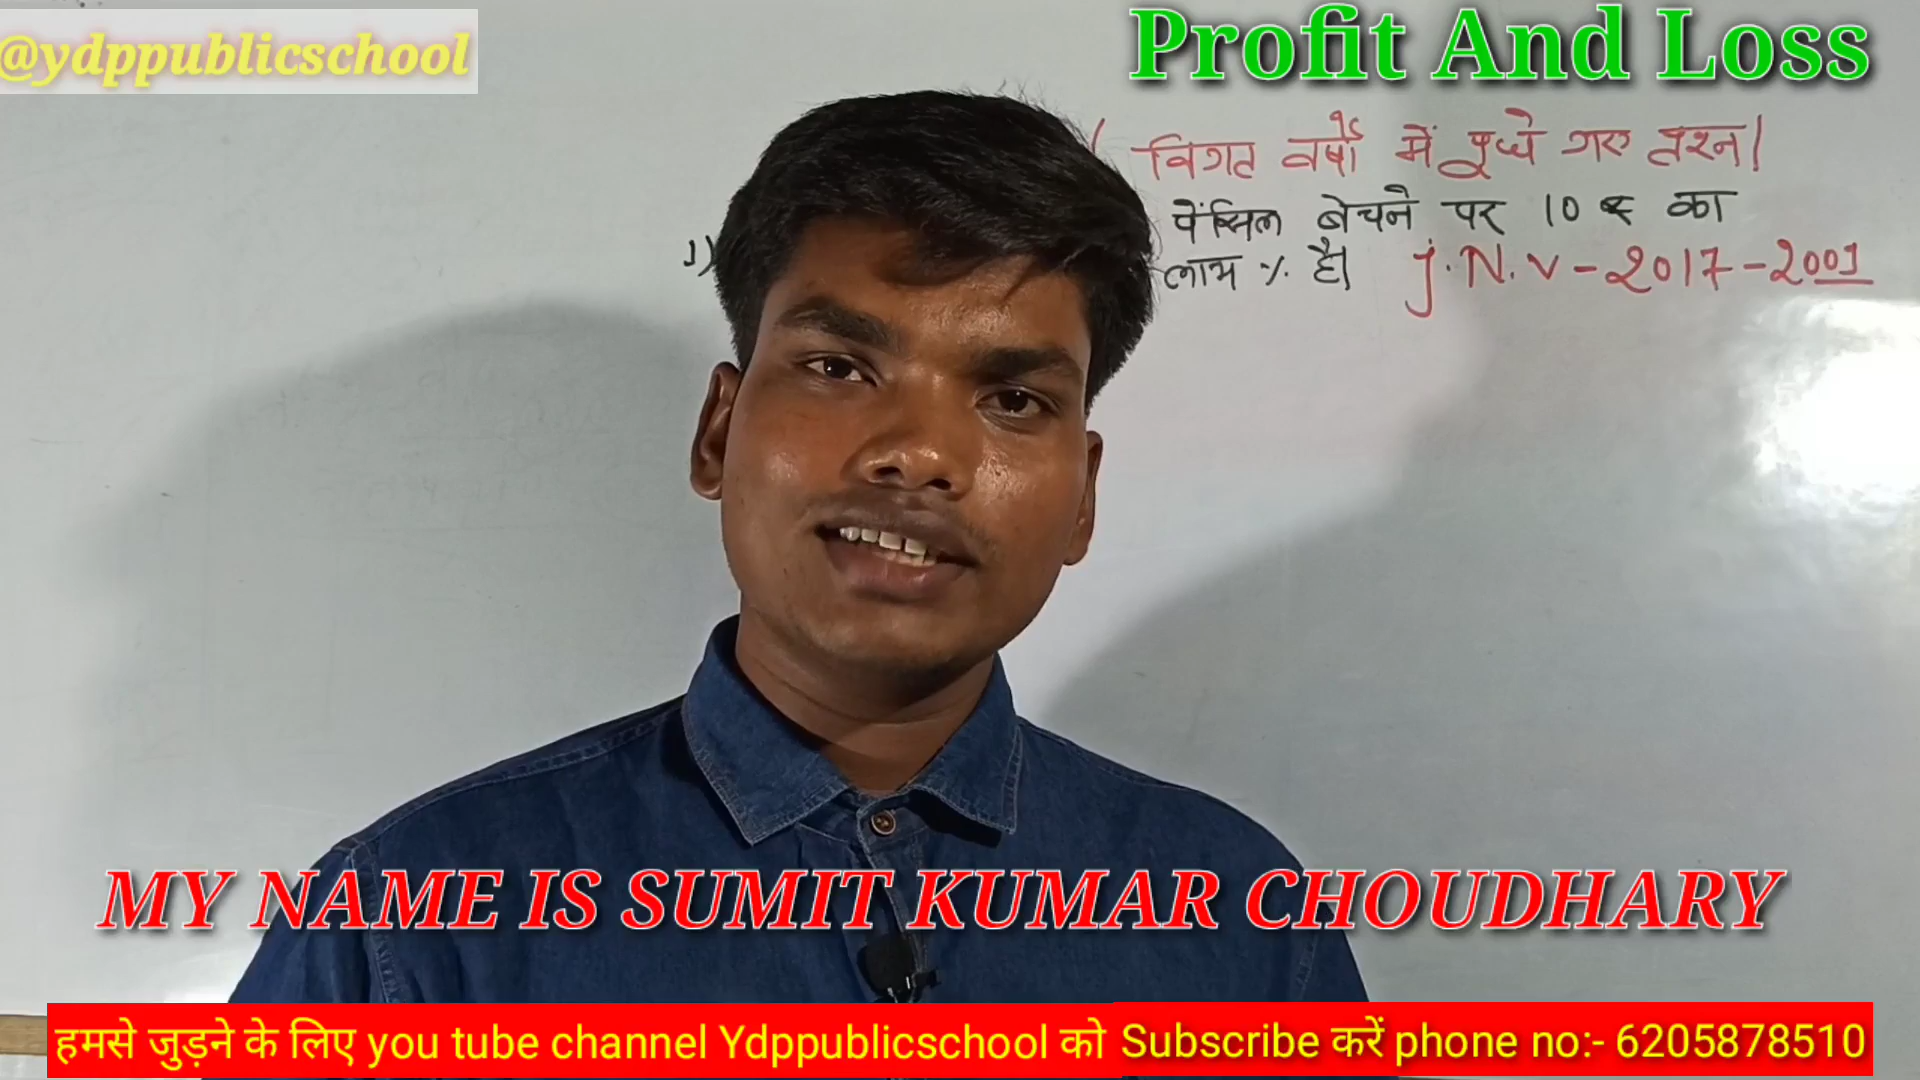 @ydppublicschool
Profit And Loss
विगत वर्षों में पूछे गए प्रश्न।
पेंसिल बेचने पर 10 रु का
1)
लाभ %. है। J.N.V-2017-2001
MY NAME IS SUMIT KUMAR CHOUDHARY
हमसे जुड़ने के लिए you tube channel Ydppublicschool को Subscribe करें phone no:- 6205878510